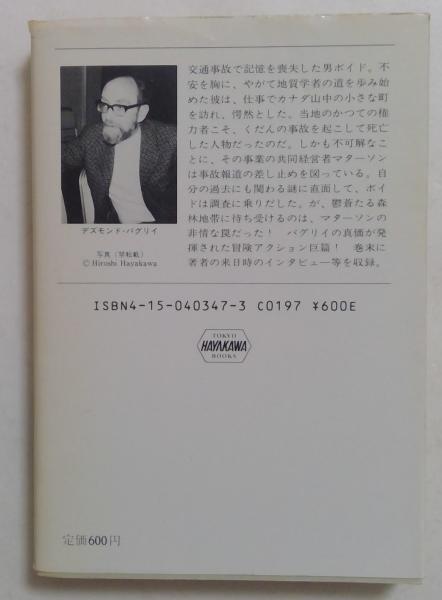 交通事故で記憶を喪失した男ボイド。不
安を胸に、やがて地質学者の道を歩み始
めた彼は、仕事でカナダ山中の小さな町
を訪れ、愕然とした。当地のかつての権
力者こそ、くだんの事故を起こして死亡
した人物だったのだ。しかも不可解なこ
とに、その事業の共同経営者マターソン
は事故報道の差し止めを図っている。自
分の過去にも関わる謎に直面して、ボイ
ドは調査に乗りだした。が、鬱蒼たる森
林地帯に待ち受けるのは、マターソンの
非情な罠だった！　バグリイの真価が発
揮された冒険アクション巨篇！　巻末に
著者の来日時のインタビュー等を収録。
デズモンド・バグリイ
写真（禁転載）
© Hiroshi Hayakawa
ISBN4-15-040347-3 C0197 ¥600E
TOKYO
HAYAKAWA
BOOKS
定価600円